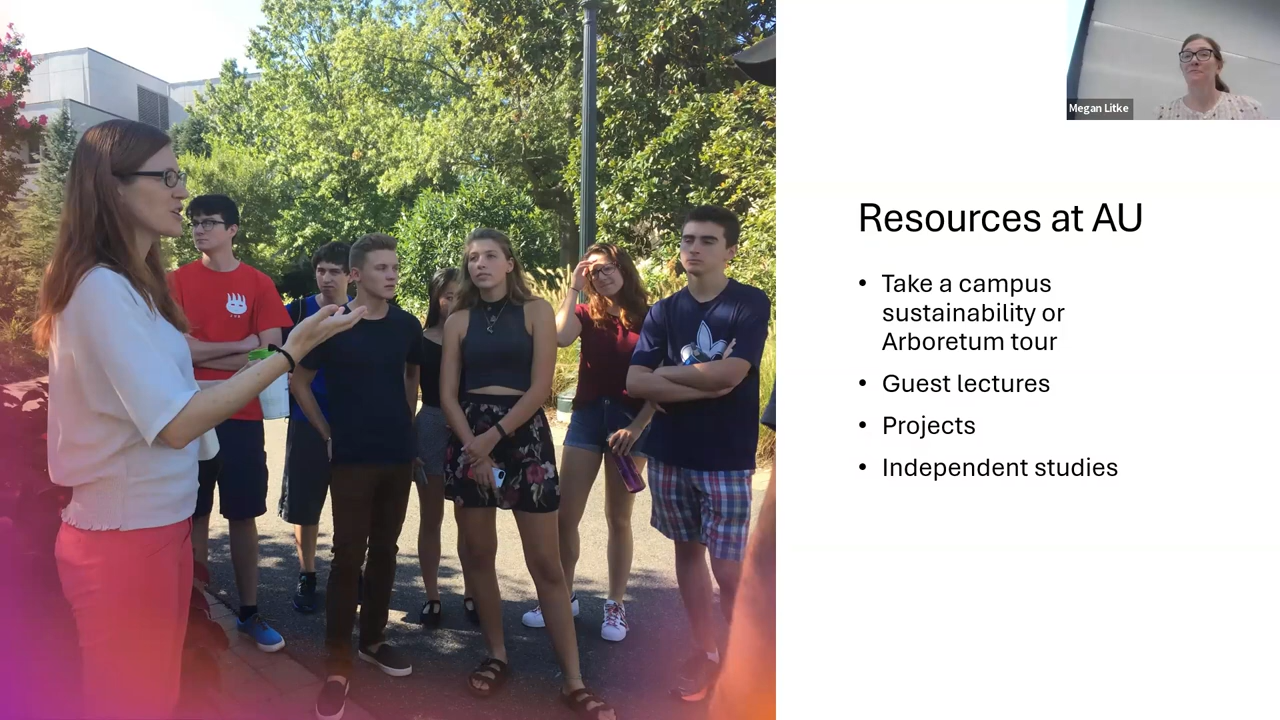 Megan Litke
Resources at AU
• Take a campus
sustainability or
Arboretum tour
• Guest lectures
• Projects
• Independent studies